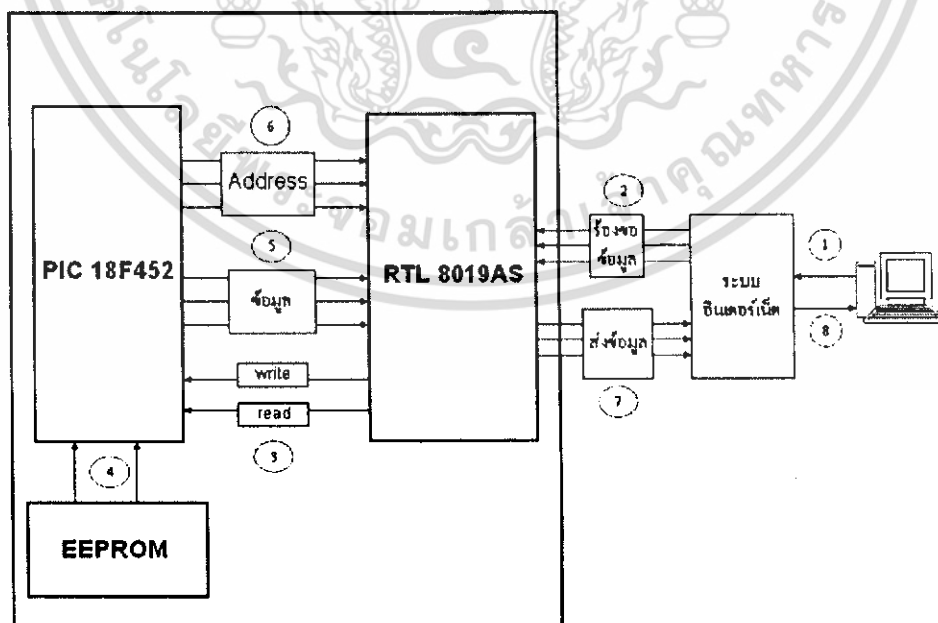 6
Address
2
ร้องขอ
ข้อมูล
1
PIC 18F452
5
ข้อมูล
RTL 8019AS
ระบบ
อินเตอร์เน็ต
8
ส่งข้อมูล
write
7
read
3
4
EEPROM